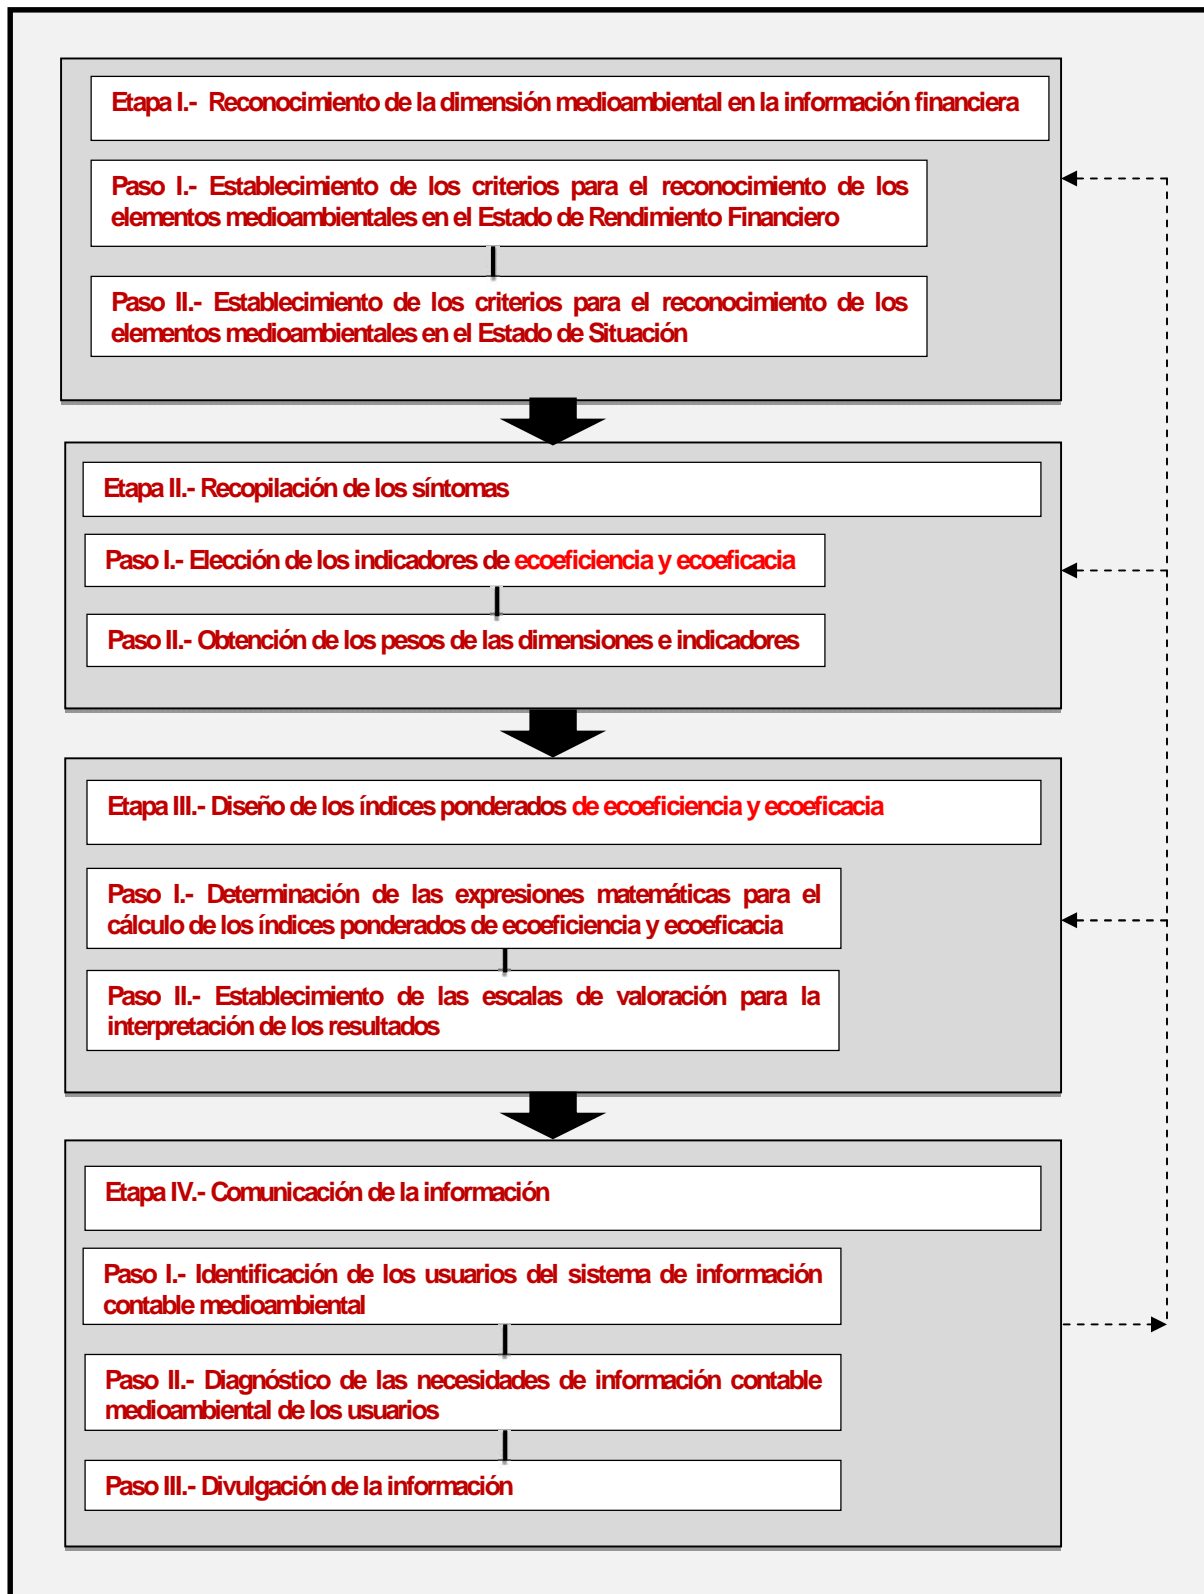 Etapa I.- Reconocimiento de la dimensión medioambiental en la información financiera
Paso I.- Establecimiento de los criterios para el reconocimiento de los
elementos medioambientales en el Estado de Rendimiento Financiero
Paso II.- Establecimiento de los criterios para el reconocimiento de los
elementos medioambientales en el Estado de Situación
Etapa II.- Recopilación de los síntomas
Paso I.- Elección de los indicadores de ecoeficiencia y ecoeficacia
Paso II.- Obtención de los pesos de las dimensiones e indicadores
Etapa III.- Diseño de los índices ponderados de ecoeficiencia y ecoeficacia
Paso I.- Determinación de las expresiones matemáticas para el
cálculo de los índices ponderados de ecoeficiencia y ecoeficacia
Paso II.- Establecimiento de las escalas de valoración para la
interpretación de los resultados
Etapa IV.- Comunicación de la información
Paso I.- Identificación de los usuarios del sistema de información
contable medioambiental
Paso II.- Diagnóstico de las necesidades de información contable
medioambiental de los usuarios
Paso III.- Divulgación de la información